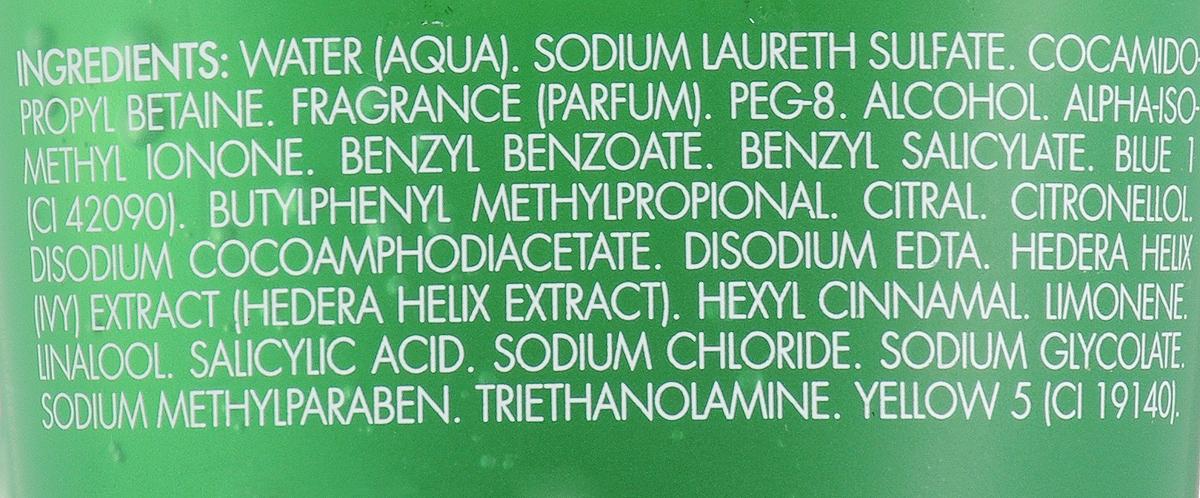 INGREDIENTS: WATER (AQUA). SODIUM LAURETH SULFATE. COCAMIDO-
PROPYL BETAINE. FRAGRANCE (PARFUM). PEG-8. ALCOHOL. ALPHA-ISO
METHYL IONONE. BENZYL BENZOATE. BENZYL SALICYLATE. BLUE 1
(CI 42090). BUTYLPHENYL METHYLPROPIONAL. CITRAL. CITRONELLOL.
DISODIUM COCOAMPHODIACETATE. DISODIUM EDTA. HEDERA HELIX
(IVY) EXTRACT (HEDERA HELIX EXTRACT). HEXYL CINNAMAL. LIMONENE.
LINALOOL. SALICYLIC ACID. SODIUM CHLORIDE. SODIUM GLYCOLATE.
SODIUM METHYLPARABEN. TRIETHANOLAMINE. YELLOW 5 (CI 19140).